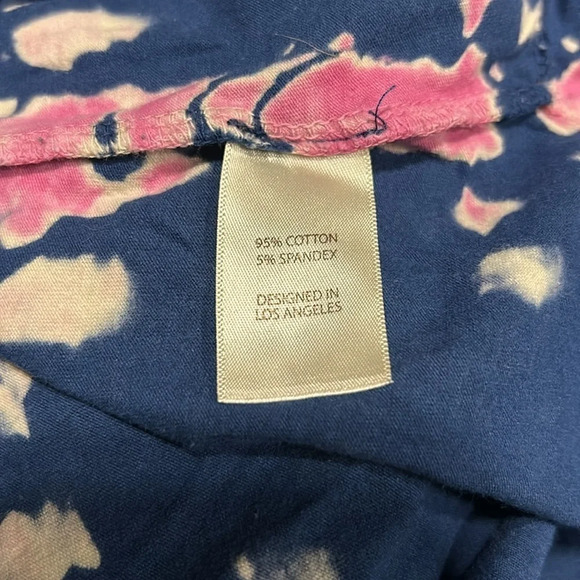 95% COTTON
5% SPANDEX
DESIGNED IN
LOS ANGELES